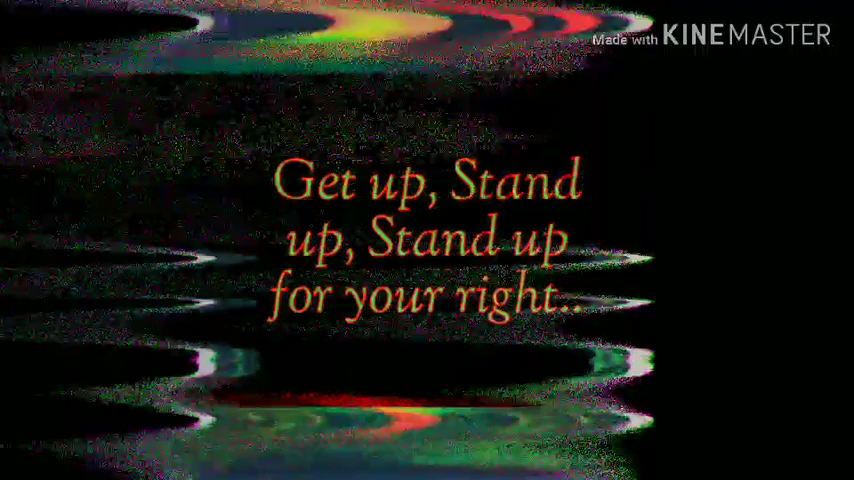 Made with KINEMASTER
Get up, Stand
up, Stand up
for your right..